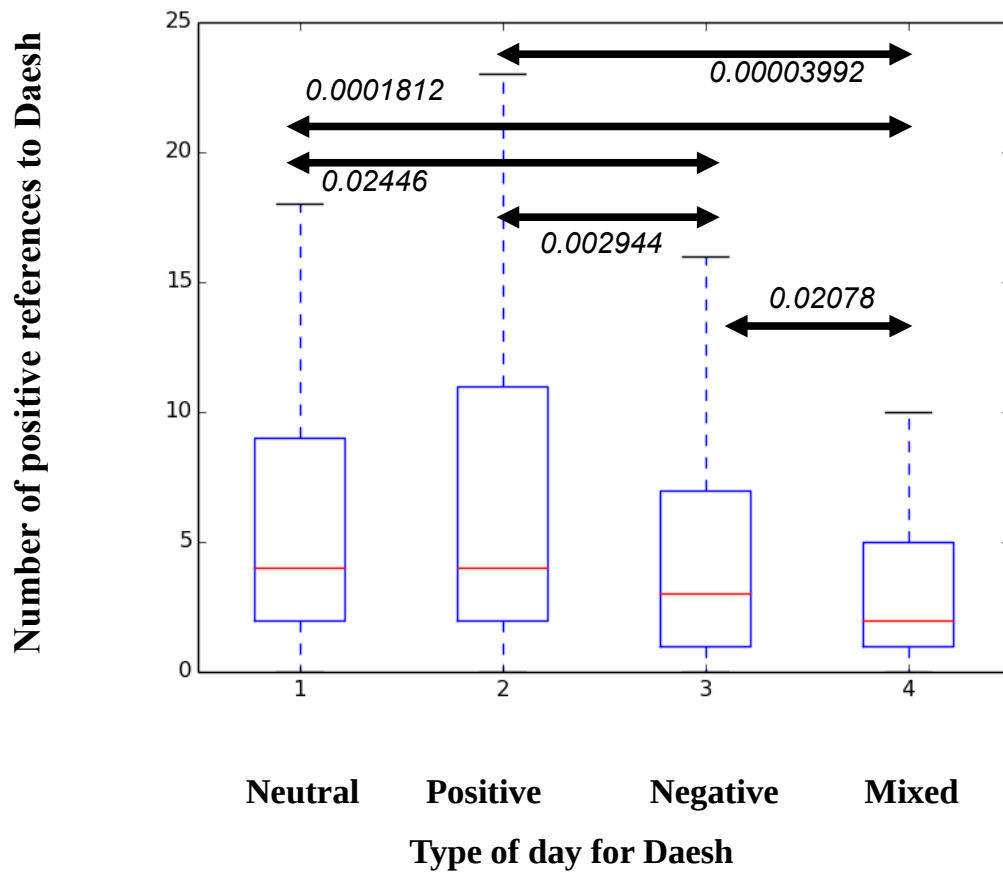 Number of positive references to Daesh
25
0.00003992
0.0001812
20
0.02446
0.002944
15
0.02078
10
5
0
1 2 3 4
Neutral Positive Negative Mixed
Type of day for Daesh